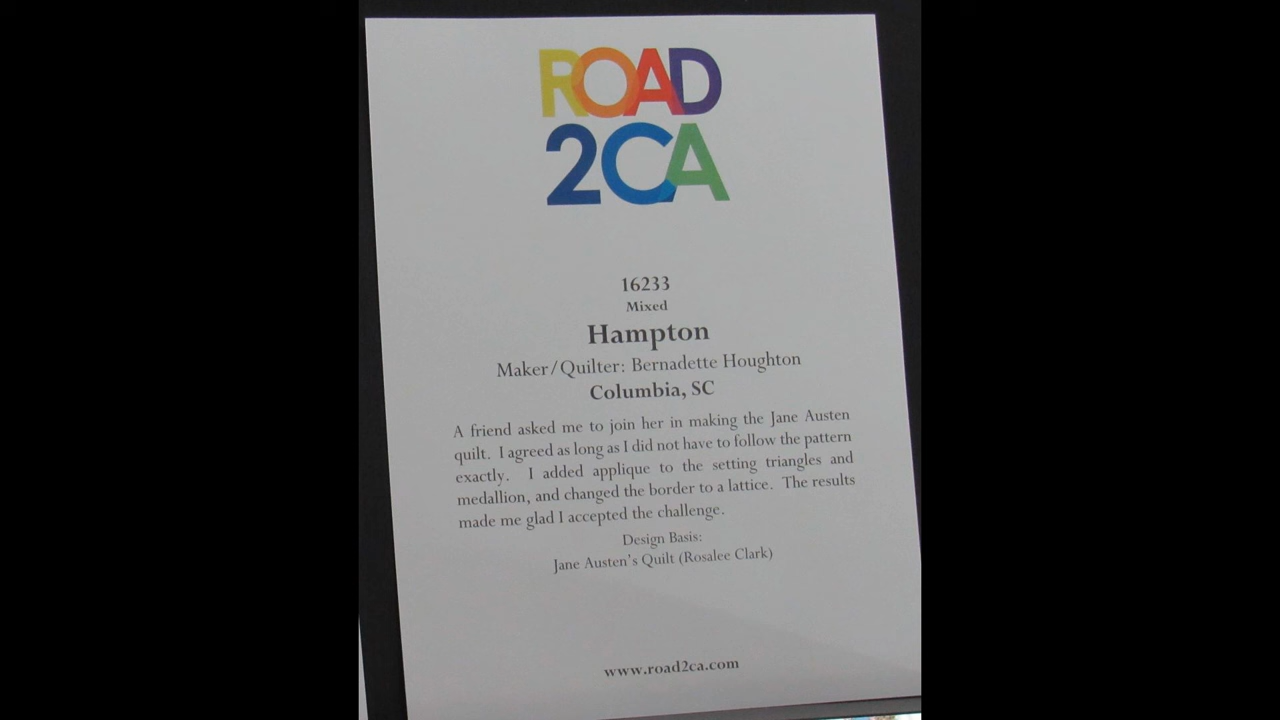 ROAD
2CA
16233
Mixed
Hampton
Maker/Quilter: Bernadette Houghton
Columbia, SC
A friend asked me to join her in making the Jane Austen
quilt. I agreed as long as I did not have to follow the pattern
exactly. I added applique to the setting triangles and
medallion, and changed the border to a lattice. The results
made me glad I accepted the challenge.
Design Basis:
Jane Austen's Quilt (Rosalee Clark)
www.road2ca.com